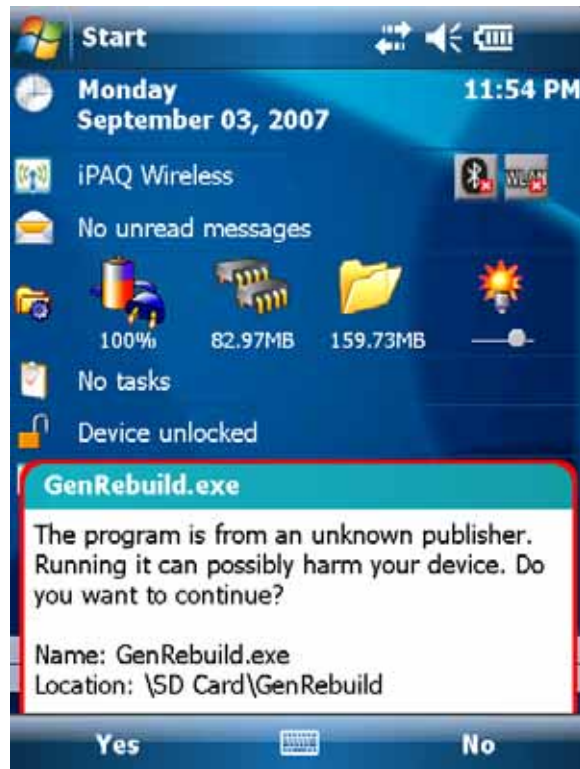 Start
Monday 11:54 PM
September 03, 2007
iPAQ Wireless
WLAN
No unread messages
100% 82.97MB 159.73MB
No tasks
Device unlocked
GenRebuild.exe
The program is from an unknown publisher.
Running it can possibly harm your device. Do
you want to continue?
Name: GenRebuild.exe
Location: \SD Card\GenRebuild
Yes No